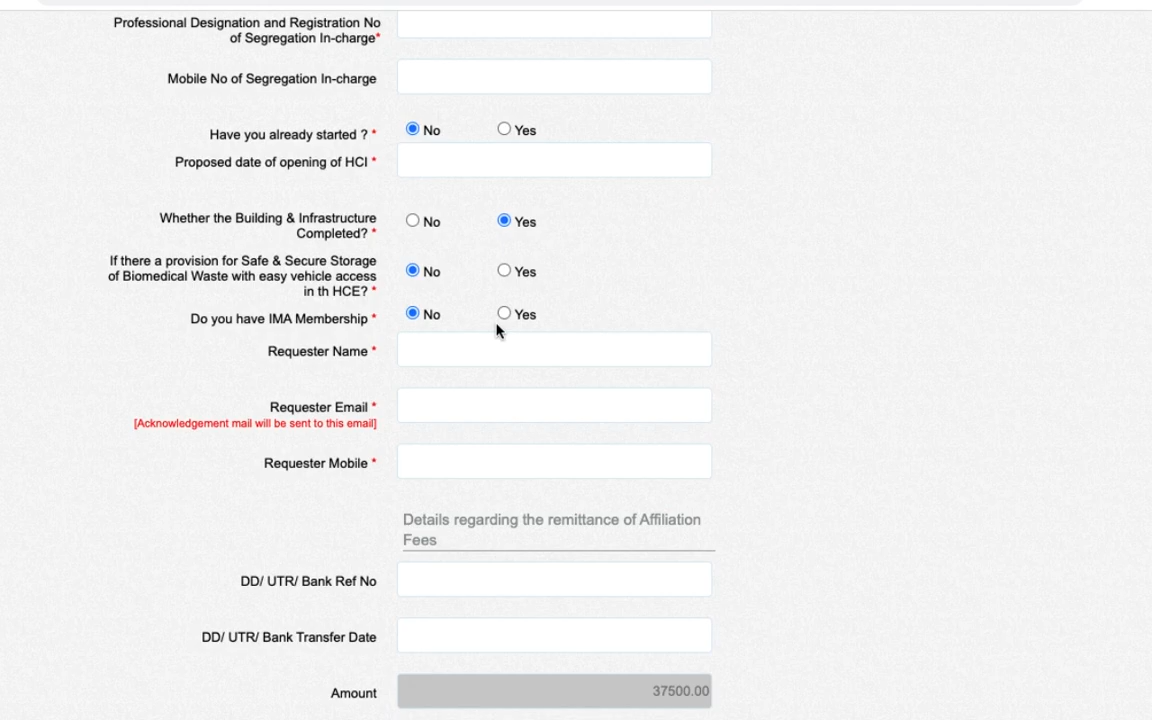 Professional Designation and Registration No
of Segregation In-charge*
Mobile No of Segregation In-charge
Have you already started ? *
No
Yes
Proposed date of opening of HCI *
Whether the Building & Infrastructure
Completed? *
No
Yes
If there a provision for Safe & Secure Storage
of Biomedical Waste with easy vehicle access
in th HCE? *
No
Yes
Do you have IMA Membership *
No
Yes
Requester Name *
Requester Email *
[Acknowledgement mail will be sent to this email]
Requester Mobile *
Details regarding the remittance of Affiliation
Fees
DD/ UTR/ Bank Ref No
DD/ UTR/ Bank Transfer Date
Amount
37500.00